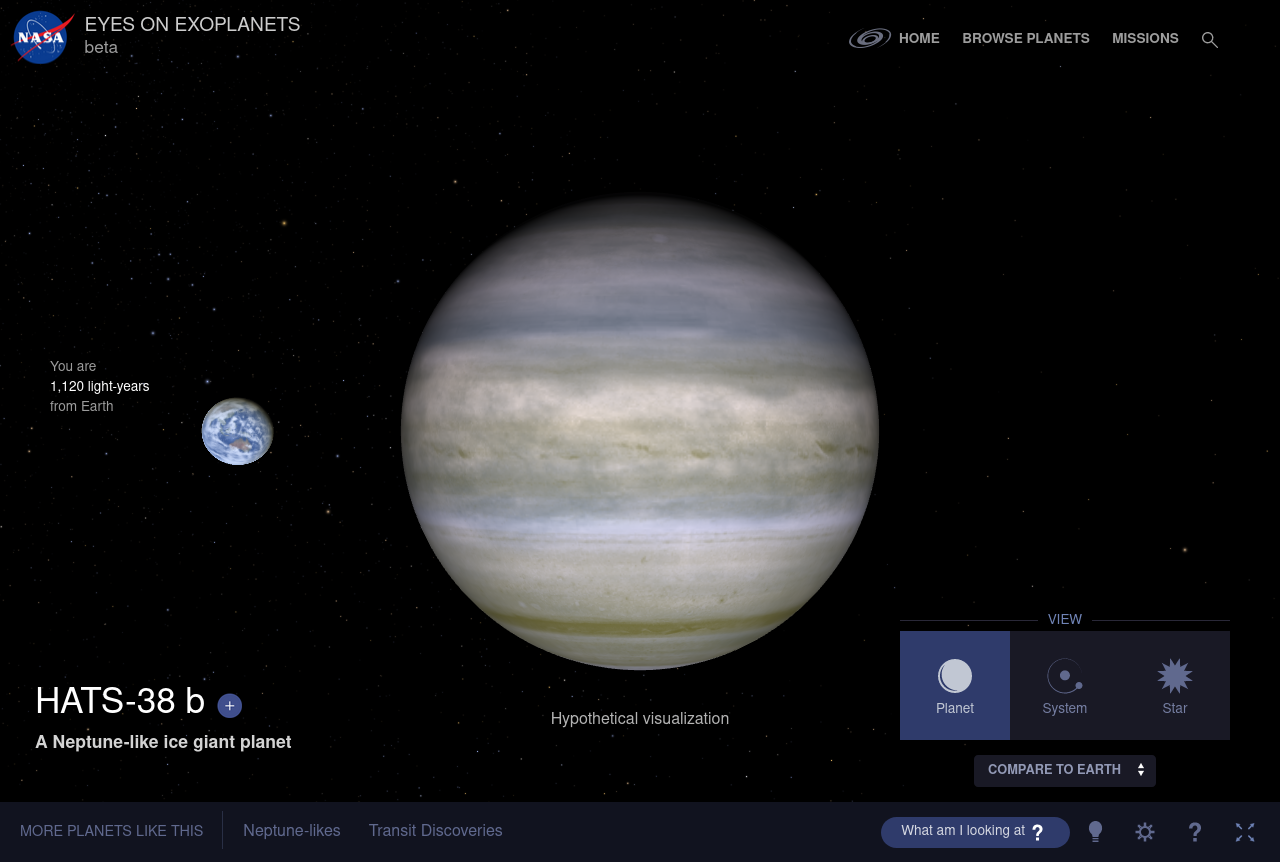 NASA
EYES ON EXOPLANETS
beta
HOME
BROWSE PLANETS
MISSIONS
You are
1,120 light-years
from Earth
VIEW
Planet
System
Star
HATS-38 b +
A Neptune-like ice giant planet
Hypothetical visualization
COMPARE TO EARTH
MORE PLANETS LIKE THIS
Neptune-likes
Transit Discoveries
What am I looking at ?
?